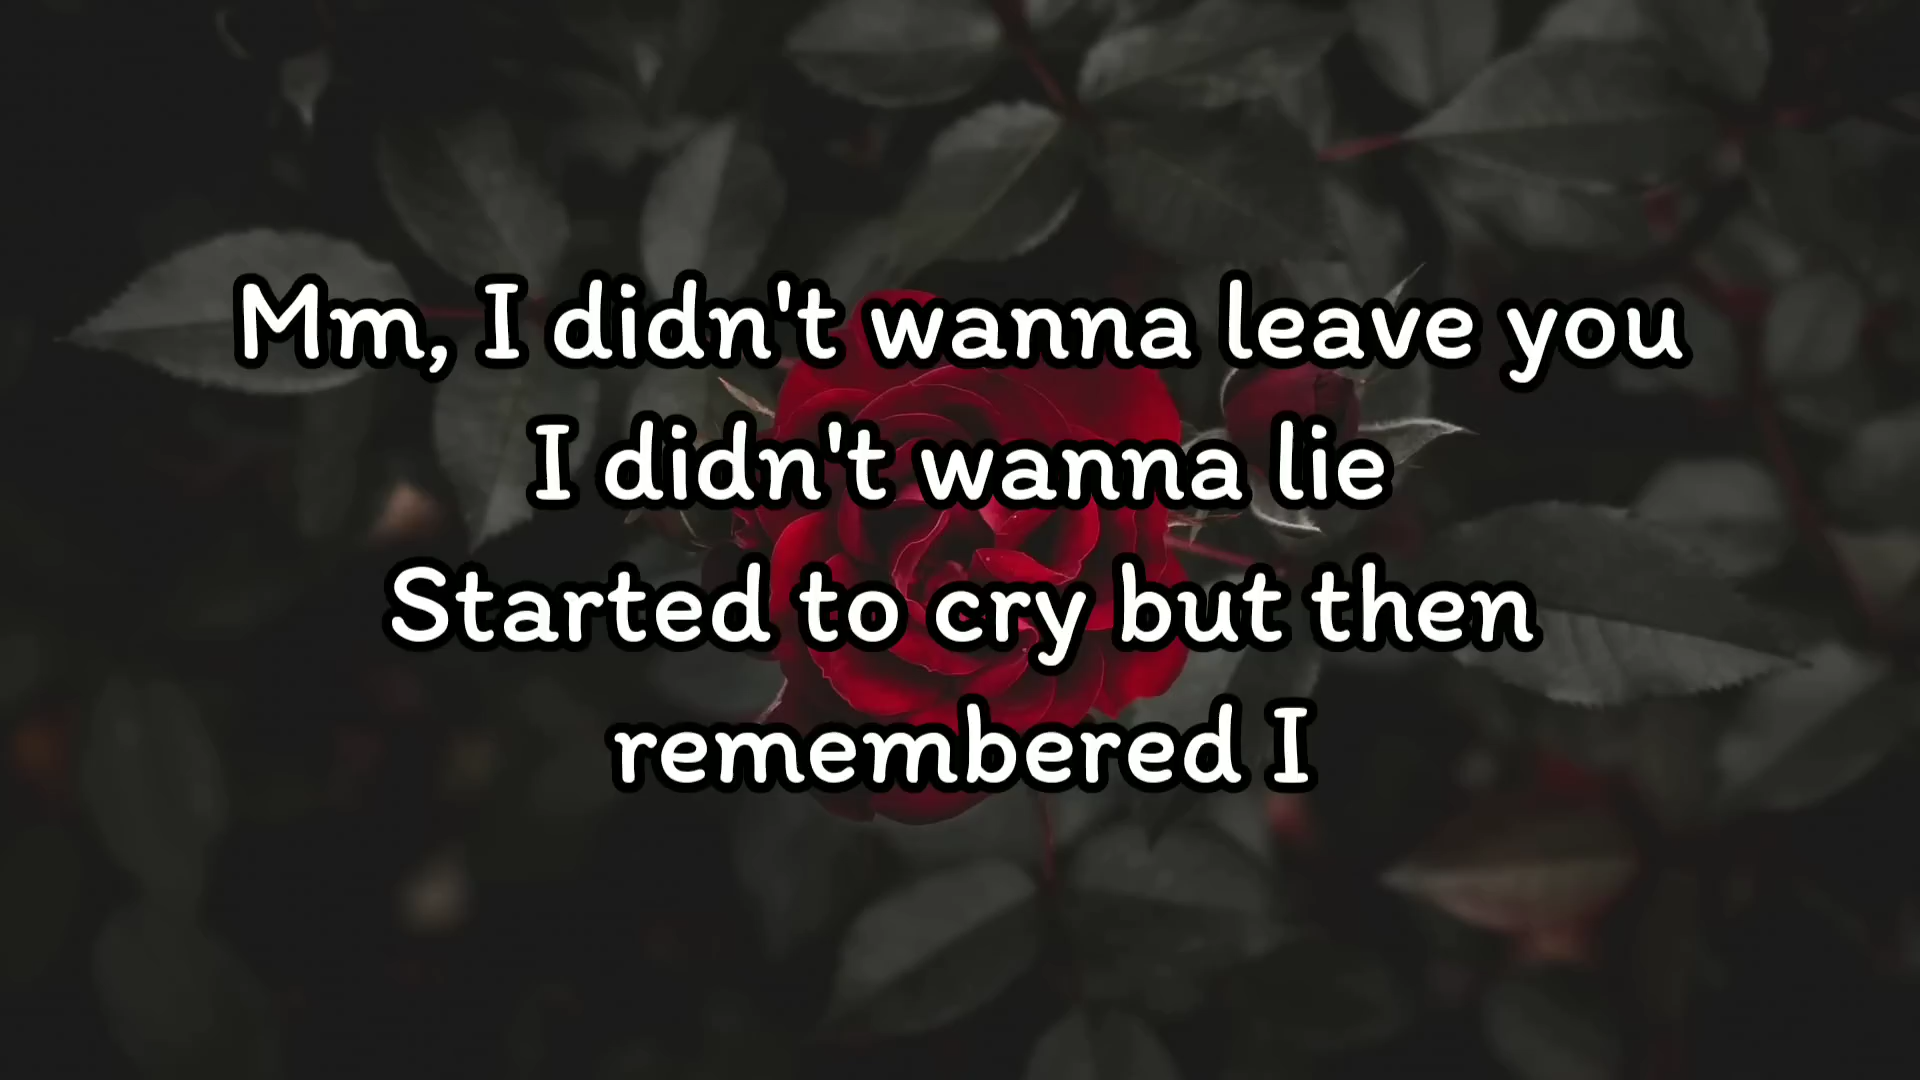 Mm, I didn't wanna leave you
I didn't wanna lie
Started to cry but then
remembered I